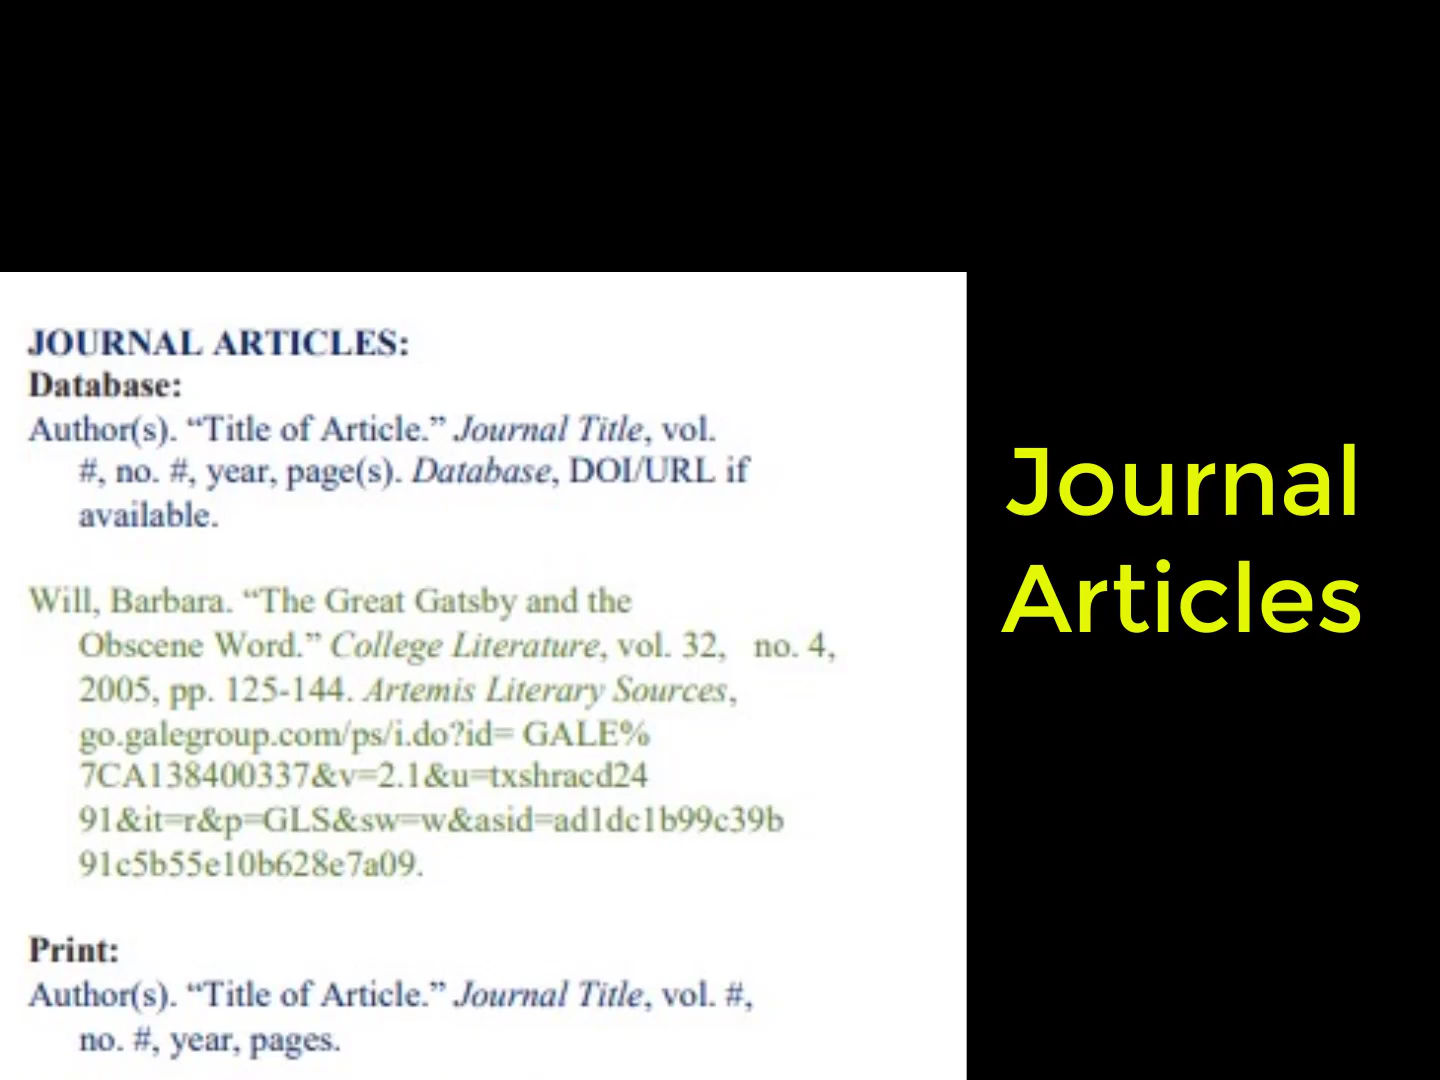 JOURNAL ARTICLES:
Database:
Author(s). “Title of Article.” Journal Title, vol.
#, no. #, year, page(s). Database, DOI/URL if
available.
Will, Barbara. “The Great Gatsby and the
Obscene Word.” College Literature, vol. 32, no. 4,
2005, pp. 125-144. Artemis Literary Sources,
go.galegroup.com/ps/i.do?id= GALE%
7CA138400337&v=2.1&u=txshracd24
91&it=r&p=GLS&sw=w&asid=ad1dc1b99c39b
91c5b55e10b628e7a09.
Print:
Author(s). “Title of Article.” Journal Title, vol. #,
no. #, year, pages.
Journal
Articles